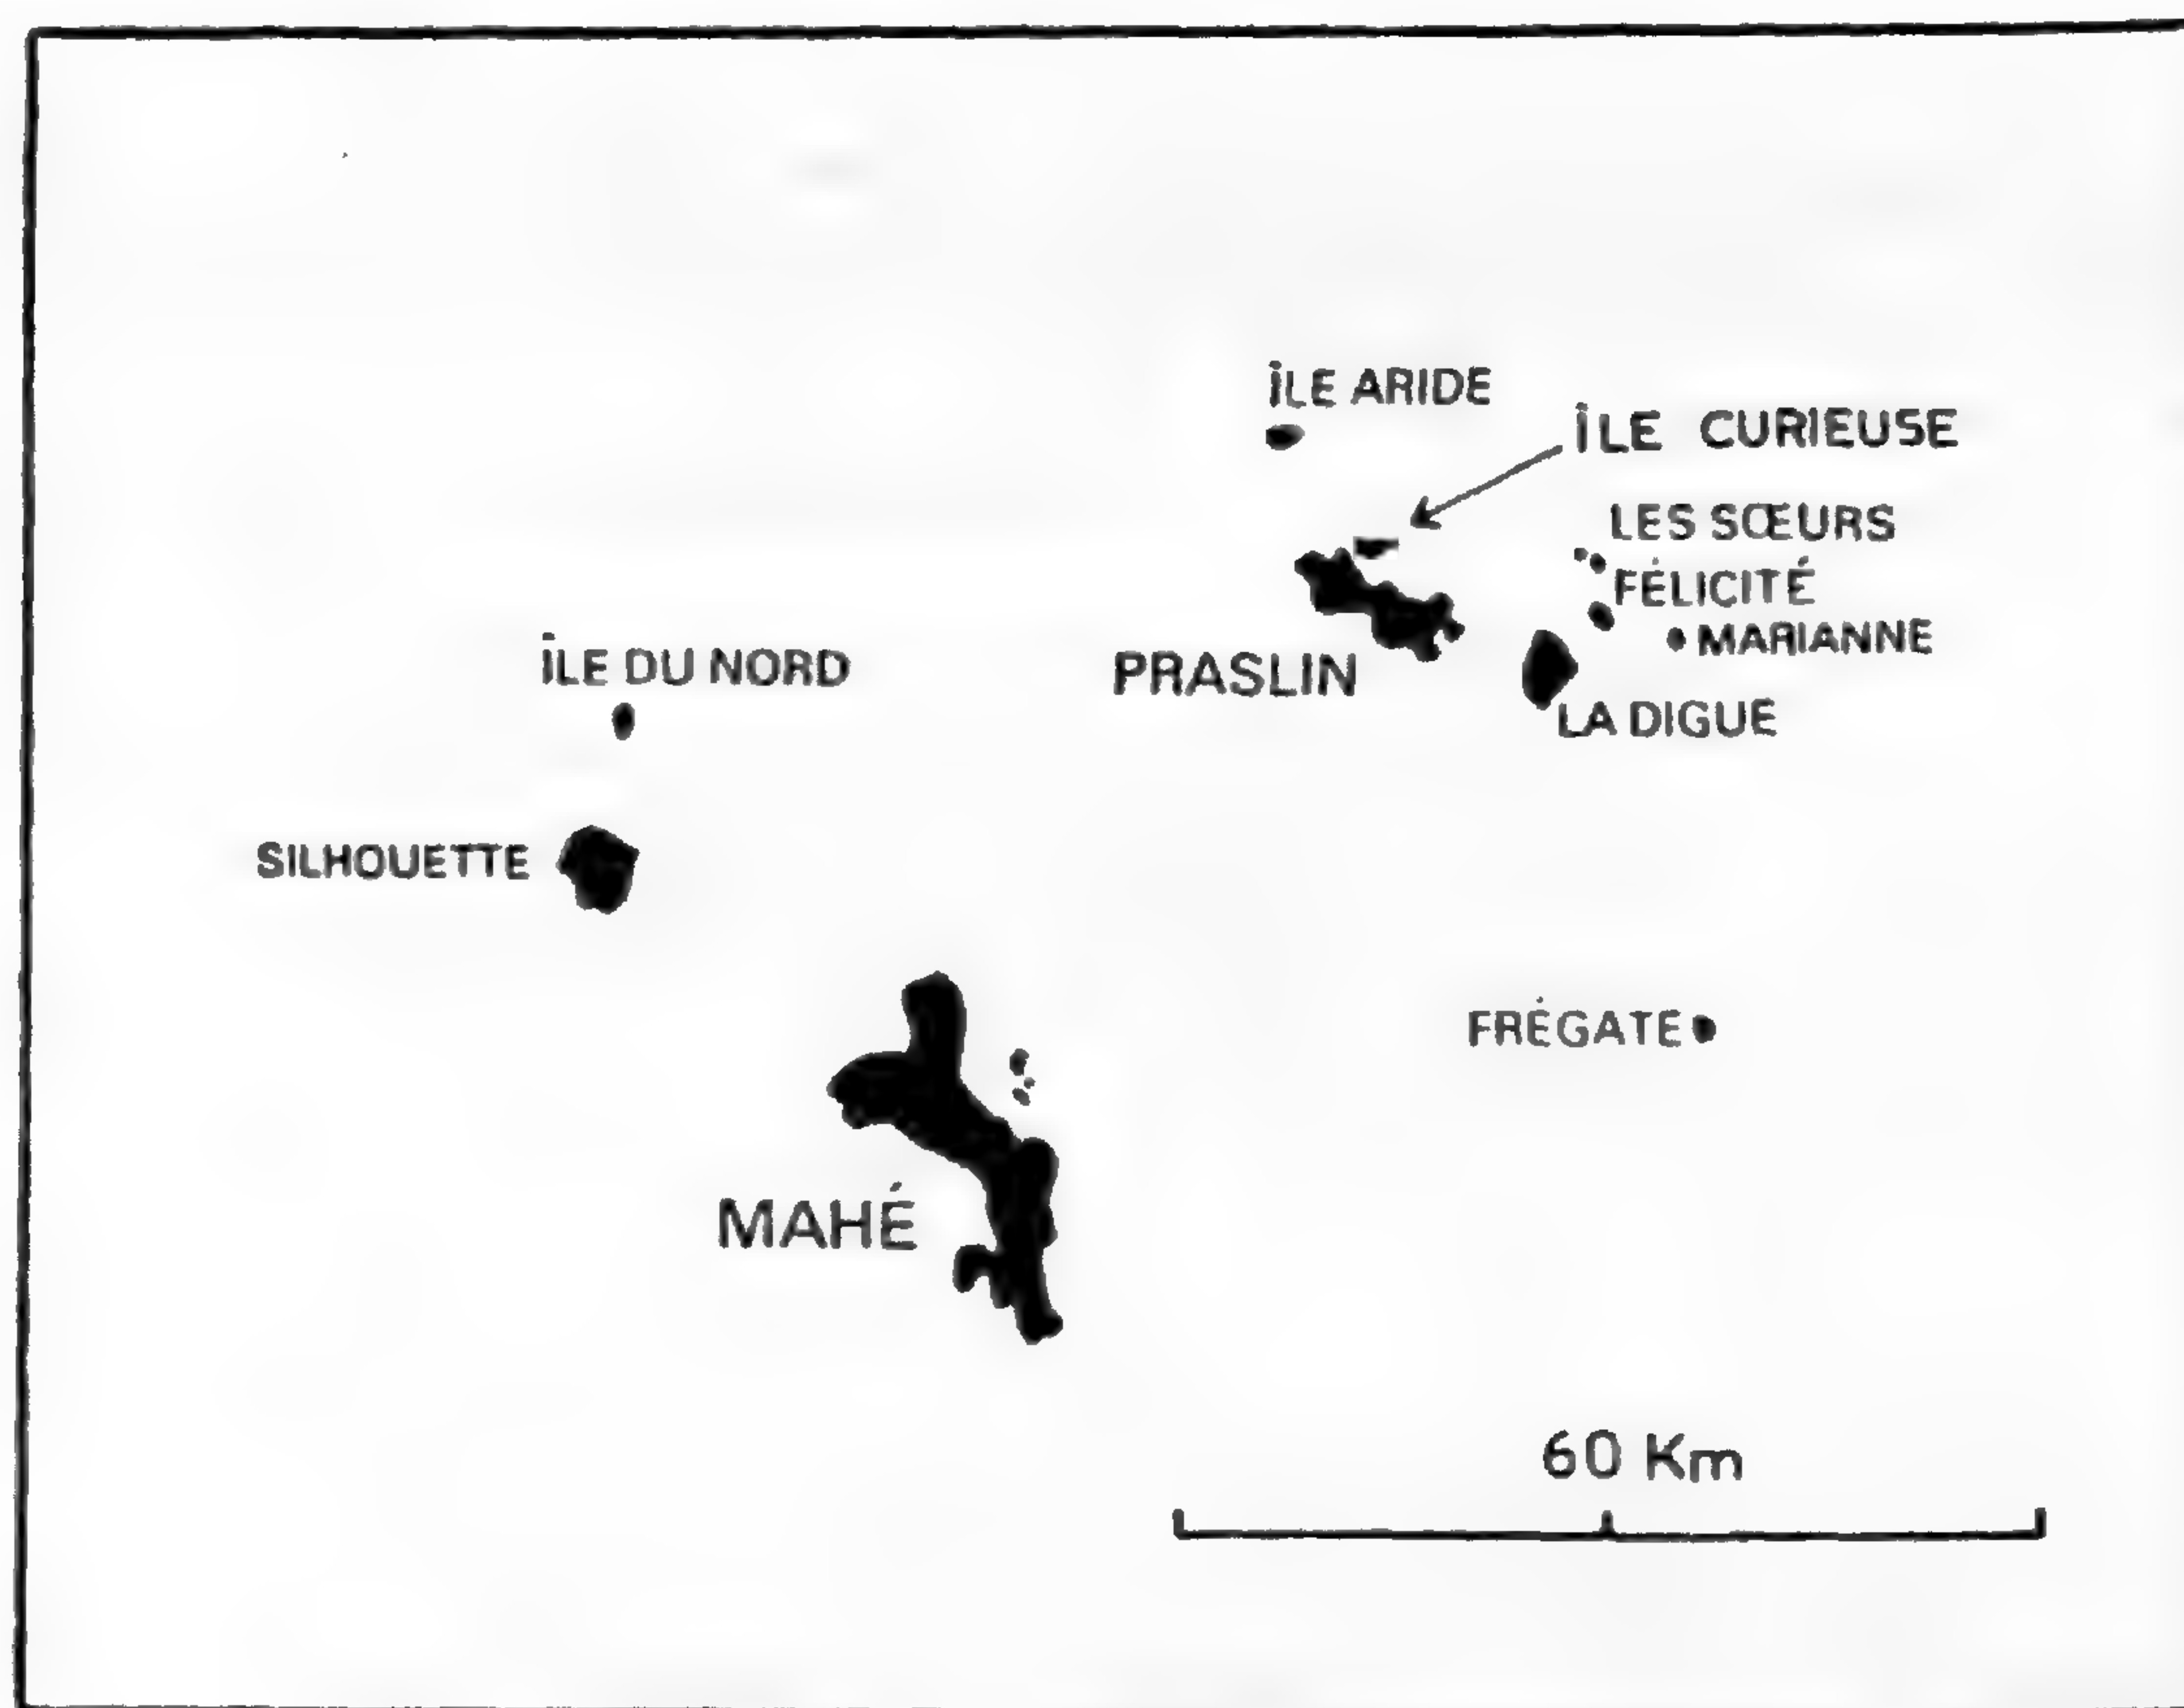 ÎLE ARIDE
ÎLE CURIEUSE
LES SŒURS
FÉLICITÉ
MARIANNE
ÎLE DU NORD
PRASLIN
LA DIGUE
SILHOUETTE
FRÉGATE
MAHÉ
60 Km